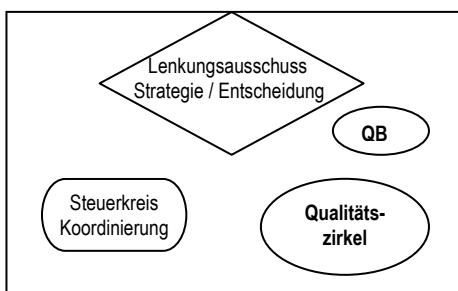 Lenkungsausschuss
Strategie / Entscheidung
QB
Steuerkreis
Koordinierung
Qualitäts-
zirkel